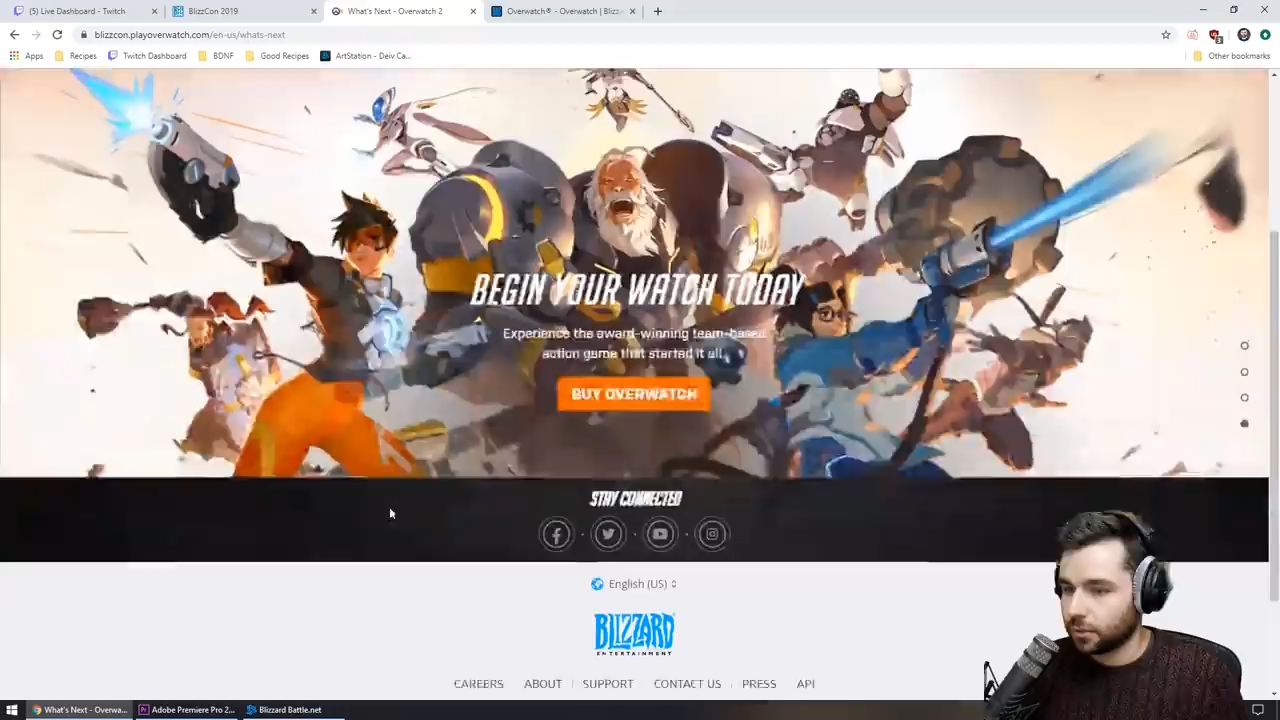 (5) Live Dashboard - Twitch
BlizzCon 2019
What's Next - Overwatch 2
Overwatch® - Overwatch | Blizz
blizzcon.playoverwatch.com/en-us/whats-next
Apps
Recipes
Twitch Dashboard
BDNF
Good Recipes
ArtStation - Deiv Ca...
Other bookmarks
BEGIN YOUR WATCH TODAY
Experience the award-winning team-based
action game that started it all.
BUY OVERWATCH
STAY CONNECTED
English (US)
BLIZZARD
ENTERTAINMENT
CAREERS ABOUT SUPPORT CONTACT US PRESS API
What's Next - Overwa...
Adobe Premiere Pro 2...
Blizzard Battle.net